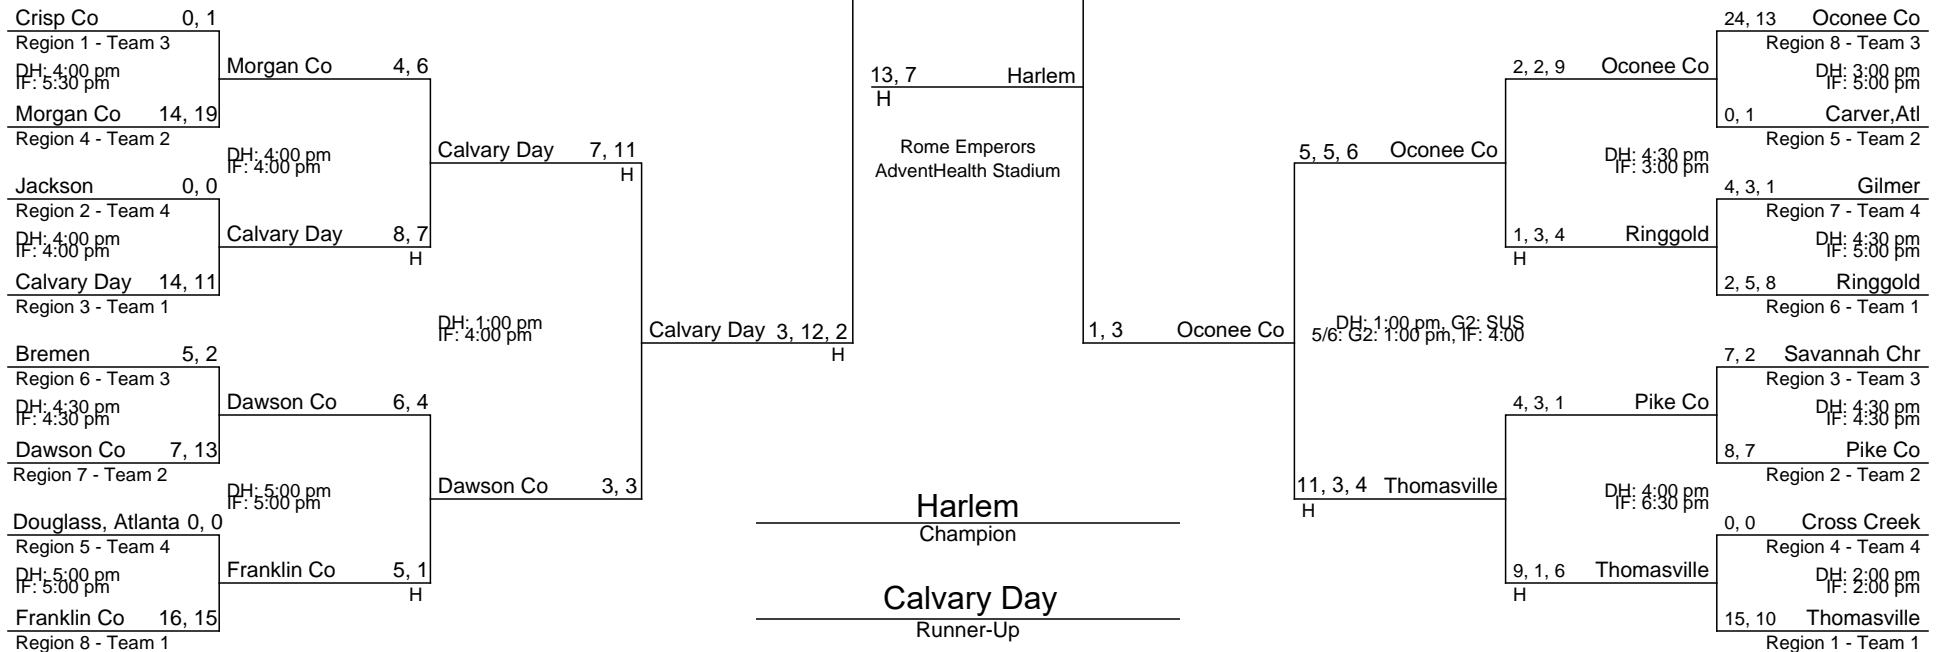 Crisp Co 0, 1
Region 1 - Team 3
DH: 4:00 pm
IF: 5:30 pm
Morgan Co 14, 19
Region 4 - Team 2
Jackson 0, 0
Region 2 - Team 4
DH: 4:00 pm
IF: 4:00 pm
Calvary Day 14, 11
Region 3 - Team 1
Bremen 5, 2
Region 6 - Team 3
DH: 4:30 pm
IF: 4:30 pm
Dawson Co 7, 13
Region 7 - Team 2
Douglass, Atlanta 0, 0
Region 5 - Team 4
DH: 5:00 pm
IF: 5:00 pm
Franklin Co 16, 15
Region 8 - Team 1
Morgan Co 4, 6
DH: 4:00 pm
IF: 4:00 pm
Calvary Day 8, 7
H
Dawson Co 6, 4
DH: 5:00 pm
IF: 5:00 pm
Franklin Co 5, 1
H
Calvary Day 7, 11
H
DH: 1:00 pm
IF: 4:00 pm
Dawson Co 3, 3
Calvary Day 3, 12, 2
H
13, 7 Harlem
H
Rome Emperors
AdventHealth Stadium
Harlem
Champion
Calvary Day
Runner-Up
1, 3 Oconee Co
5, 5, 6 Oconee Co
DH: 1:00 pm, G2: SUS
5/6: G2: 1:00 pm, IF: 4:00
11, 3, 4 Thomasville
H
2, 2, 9 Oconee Co
DH: 4:30 pm
IF: 3:00 pm
1, 3, 4 Ringgold
H
4, 3, 1 Pike Co
DH: 4:00 pm
IF: 6:30 pm
9, 1, 6 Thomasville
H
24, 13 Oconee Co
Region 8 - Team 3
DH: 3:00 pm
IF: 5:00 pm
0, 1 Carver,Atl
Region 5 - Team 2
4, 3, 1 Gilmer
Region 7 - Team 4
DH: 4:30 pm
IF: 5:00 pm
2, 5, 8 Ringgold
Region 6 - Team 1
7, 2 Savannah Chr
Region 3 - Team 3
DH: 4:30 pm
IF: 4:30 pm
8, 7 Pike Co
Region 2 - Team 2
0, 0 Cross Creek
Region 4 - Team 4
DH: 2:00 pm
IF: 2:00 pm
15, 10 Thomasville
Region 1 - Team 1